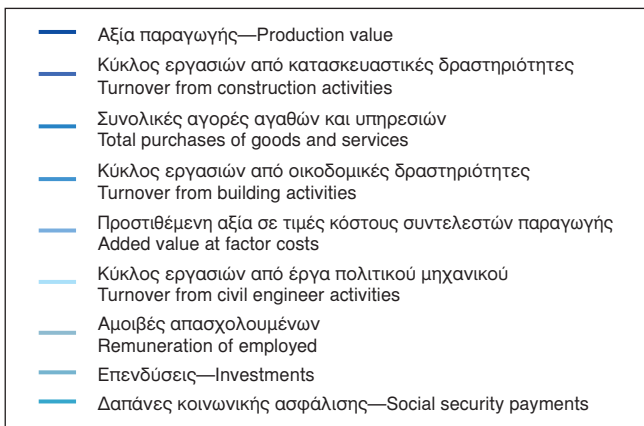 Αξία παραγωγής—Production value
Κύκλος εργασιών από κατασκευαστικές δραστηριότητες
Turnover from construction activities
Συνολικές αγορές αγαθών και υπηρεσιών
Total purchases of goods and services
Κύκλος εργασιών από οικοδομικές δραστηριότητες
Turnover from building activities
Προστιθέμενη αξία σε τιμές κόστους συντελεστών παραγωγής
Added value at factor costs
Κύκλος εργασιών από έργα πολιτικού μηχανικού
Turnover from civil engineer activities
Αμοιβές απασχολουμένων
Remuneration of employed
Επενδύσεις—Investments
Δαπάνες κοινωνικής ασφάλισης—Social security payments